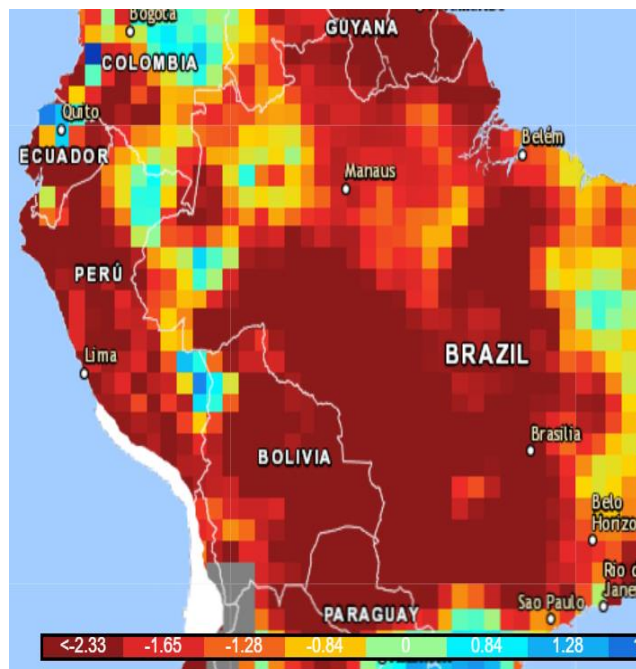 Bogota
GUYANA
COLOMBIA
Quito
ECUADOR
Belém
Manaus
PERÚ
Lima
BRAZIL
Brasilia
BOLIVIA
Belo
Horizo
Rio d
Jane
Sao Paulo
PARAGUAY
<-2.33 -1.65 -1.28 -0.84 0 0.84 1.28